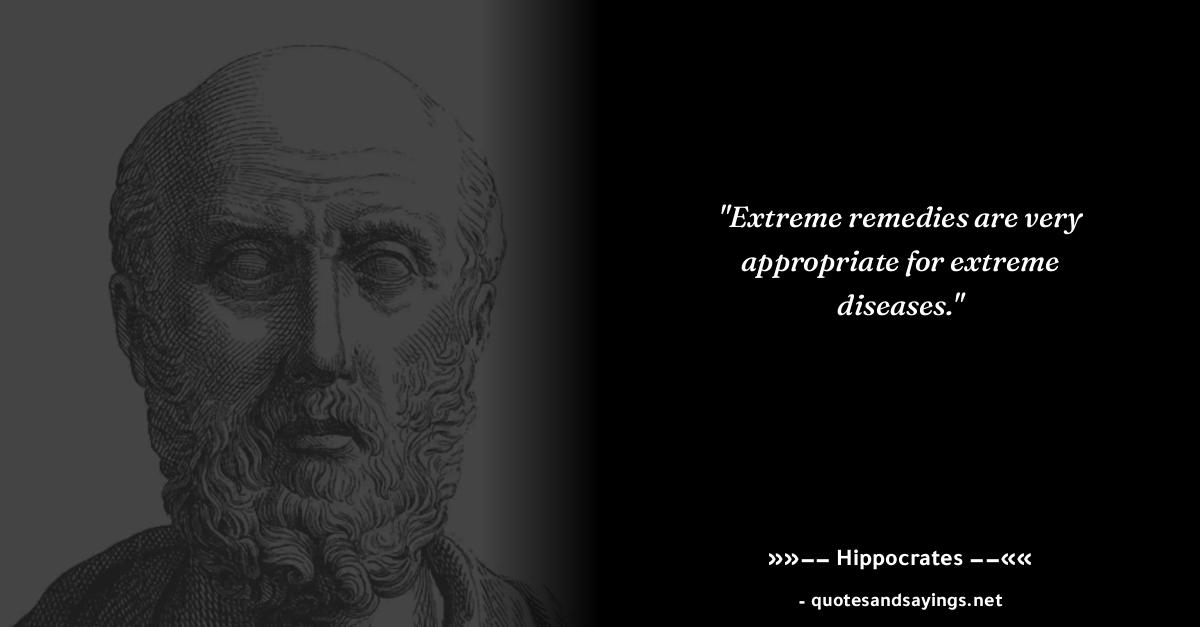 "Extreme remedies are very
appropriate for extreme
diseases."
»»−− Hippocrates −−««
- quotesandsayings.net